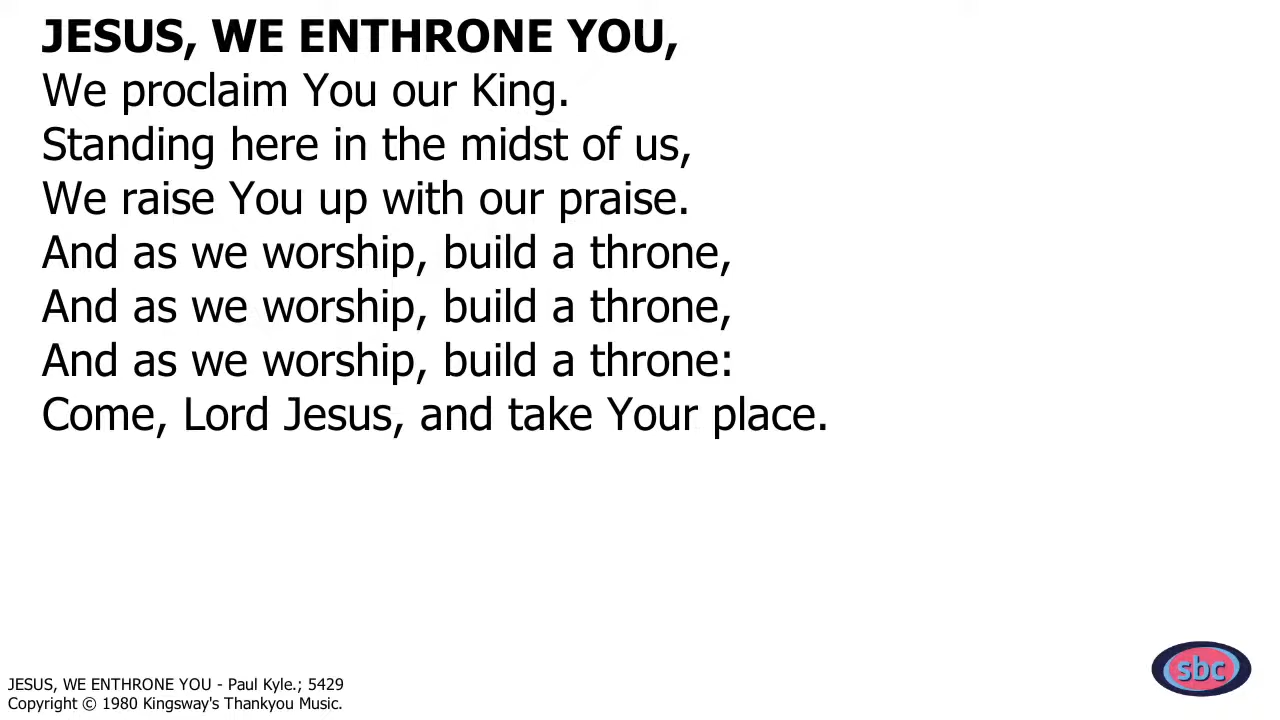 JESUS, WE ENTHRONE YOU,
We proclaim You our King.
Standing here in the midst of us,
We raise You up with our praise.
And as we worship, build a throne,
And as we worship, build a throne,
And as we worship, build a throne:
Come, Lord Jesus, and take Your place.
JESUS, WE ENTHRONE YOU - Paul Kyle.; 5429
Copyright © 1980 Kingsway's Thankyou Music.
sbc